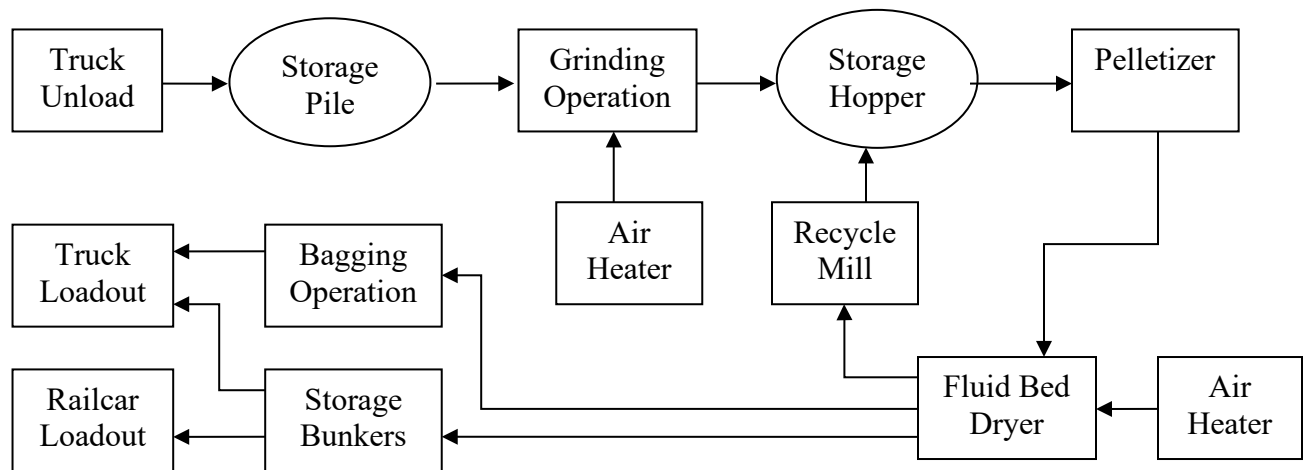 Truck
Unload
Storage
Pile
Grinding
Operation
Storage
Hopper
Pelletizer
Air
Heater
Recycle
Mill
Truck
Loadout
Bagging
Operation
Railcar
Loadout
Storage
Bunkers
Fluid Bed
Dryer
Air
Heater